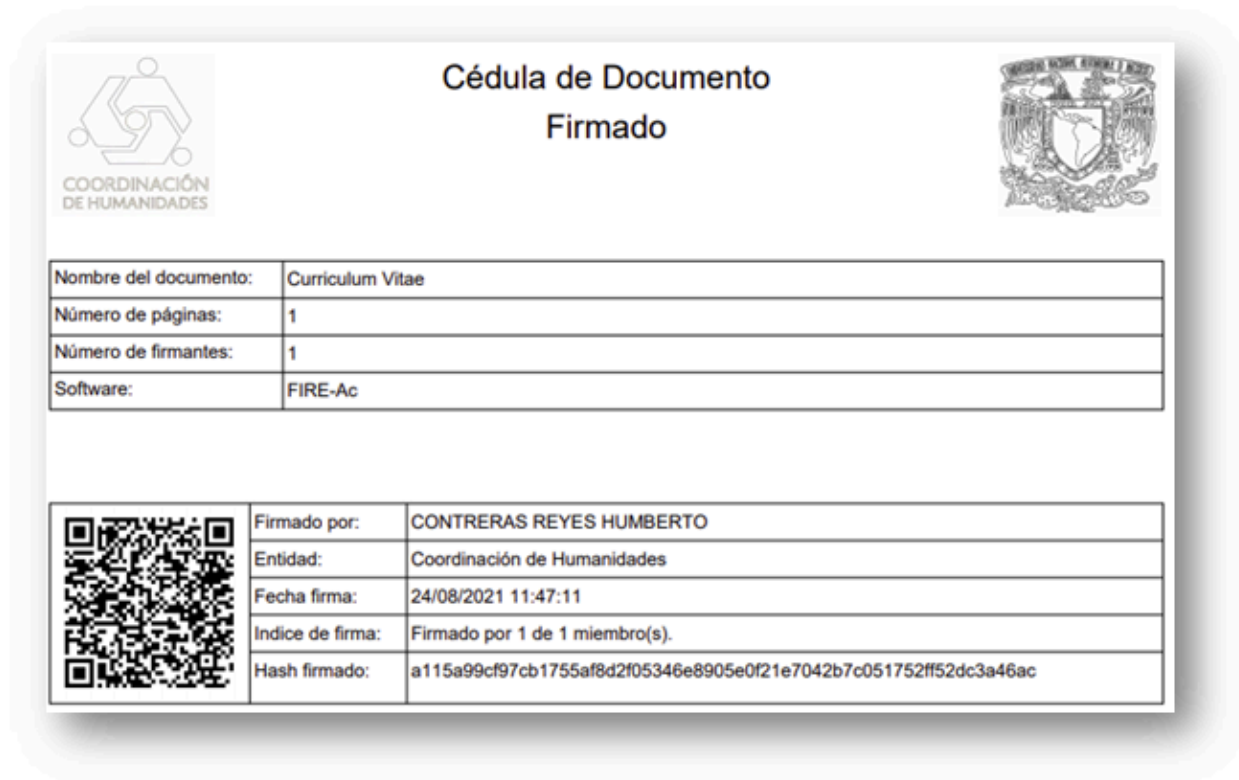 Cédula de Documento
Firmado
COORDINACIÓN
DE HUMANIDADES
Nombre del documento: Curriculum Vitae
Número de páginas: 1
Número de firmantes: 1
Software: FIRE-Ac
Firmado por: CONTRERAS REYES HUMBERTO
Entidad: Coordinación de Humanidades
Fecha firma: 24/08/2021 11:47:11
Indice de firma: Firmado por 1 de 1 miembro(s).
Hash firmado: a115a99cf97cb1755af8d2f05346e8905e0f21e7042b7c051752ff52dc3a46ac